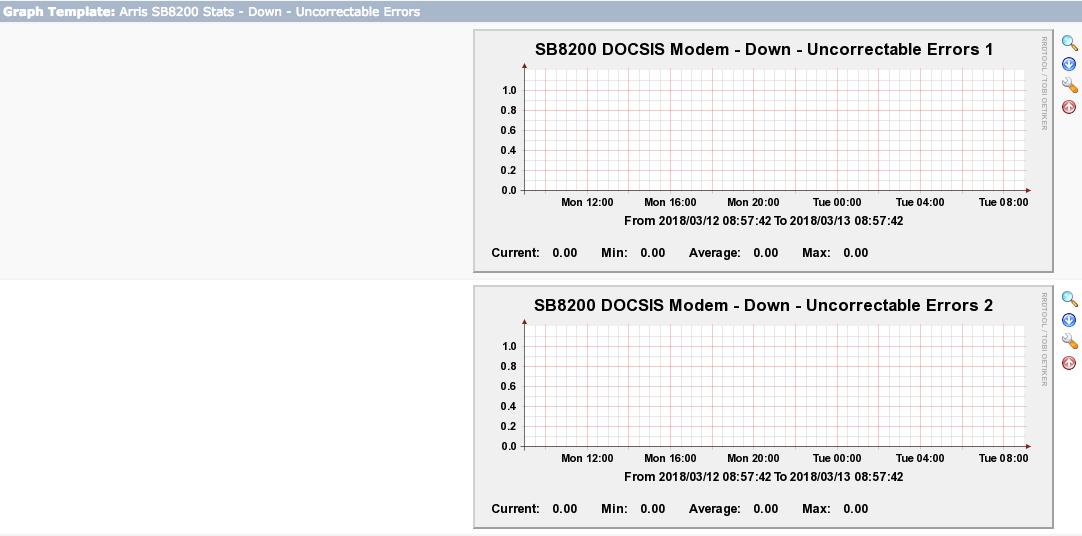 Graph Template: Arris SB8200 Stats - Down - Uncorrectable Errors
SB8200 DOCSIS Modem - Down - Uncorrectable Errors 1
RRDTOOL / TOBI OETIKER
1.0
0.8
0.6
0.4
0.2
0.0
Mon 12:00 Mon 16:00 Mon 20:00 Tue 00:00 Tue 04:00 Tue 08:00
From 2018/03/12 08:57:42 To 2018/03/13 08:57:42
Current: 0.00 Min: 0.00 Average: 0.00 Max: 0.00
SB8200 DOCSIS Modem - Down - Uncorrectable Errors 2
RRDTOOL / TOBI OETIKER
1.0
0.8
0.6
0.4
0.2
0.0
Mon 12:00 Mon 16:00 Mon 20:00 Tue 00:00 Tue 04:00 Tue 08:00
From 2018/03/12 08:57:42 To 2018/03/13 08:57:42
Current: 0.00 Min: 0.00 Average: 0.00 Max: 0.00